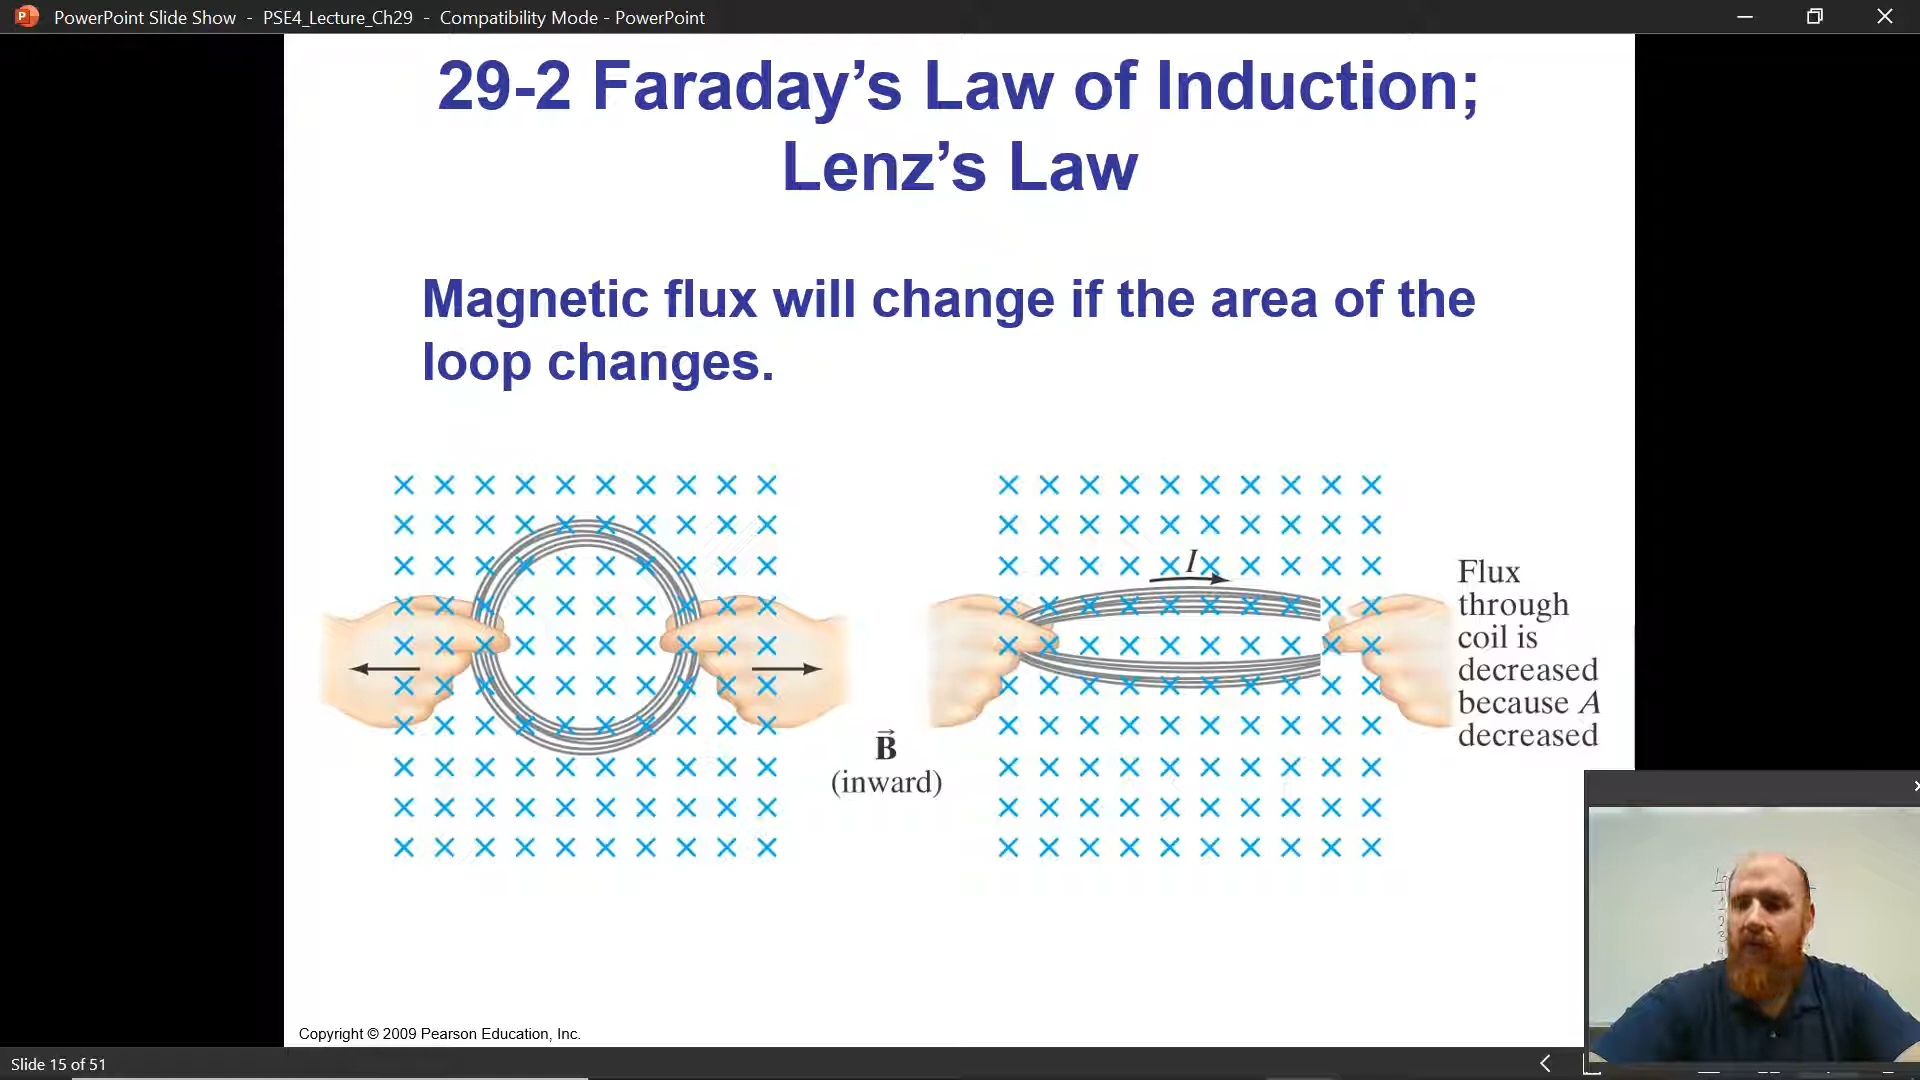 PowerPoint Slide Show - PSE4_Lecture_Ch29 - Compatibility Mode - PowerPoint
29-2 Faraday’s Law of Induction;
Lenz’s Law
Magnetic flux will change if the area of the
loop changes.
I
Flux
through
coil is
decreased
because A
decreased
B
(inward)
Copyright © 2009 Pearson Education, Inc.
Slide 15 of 51